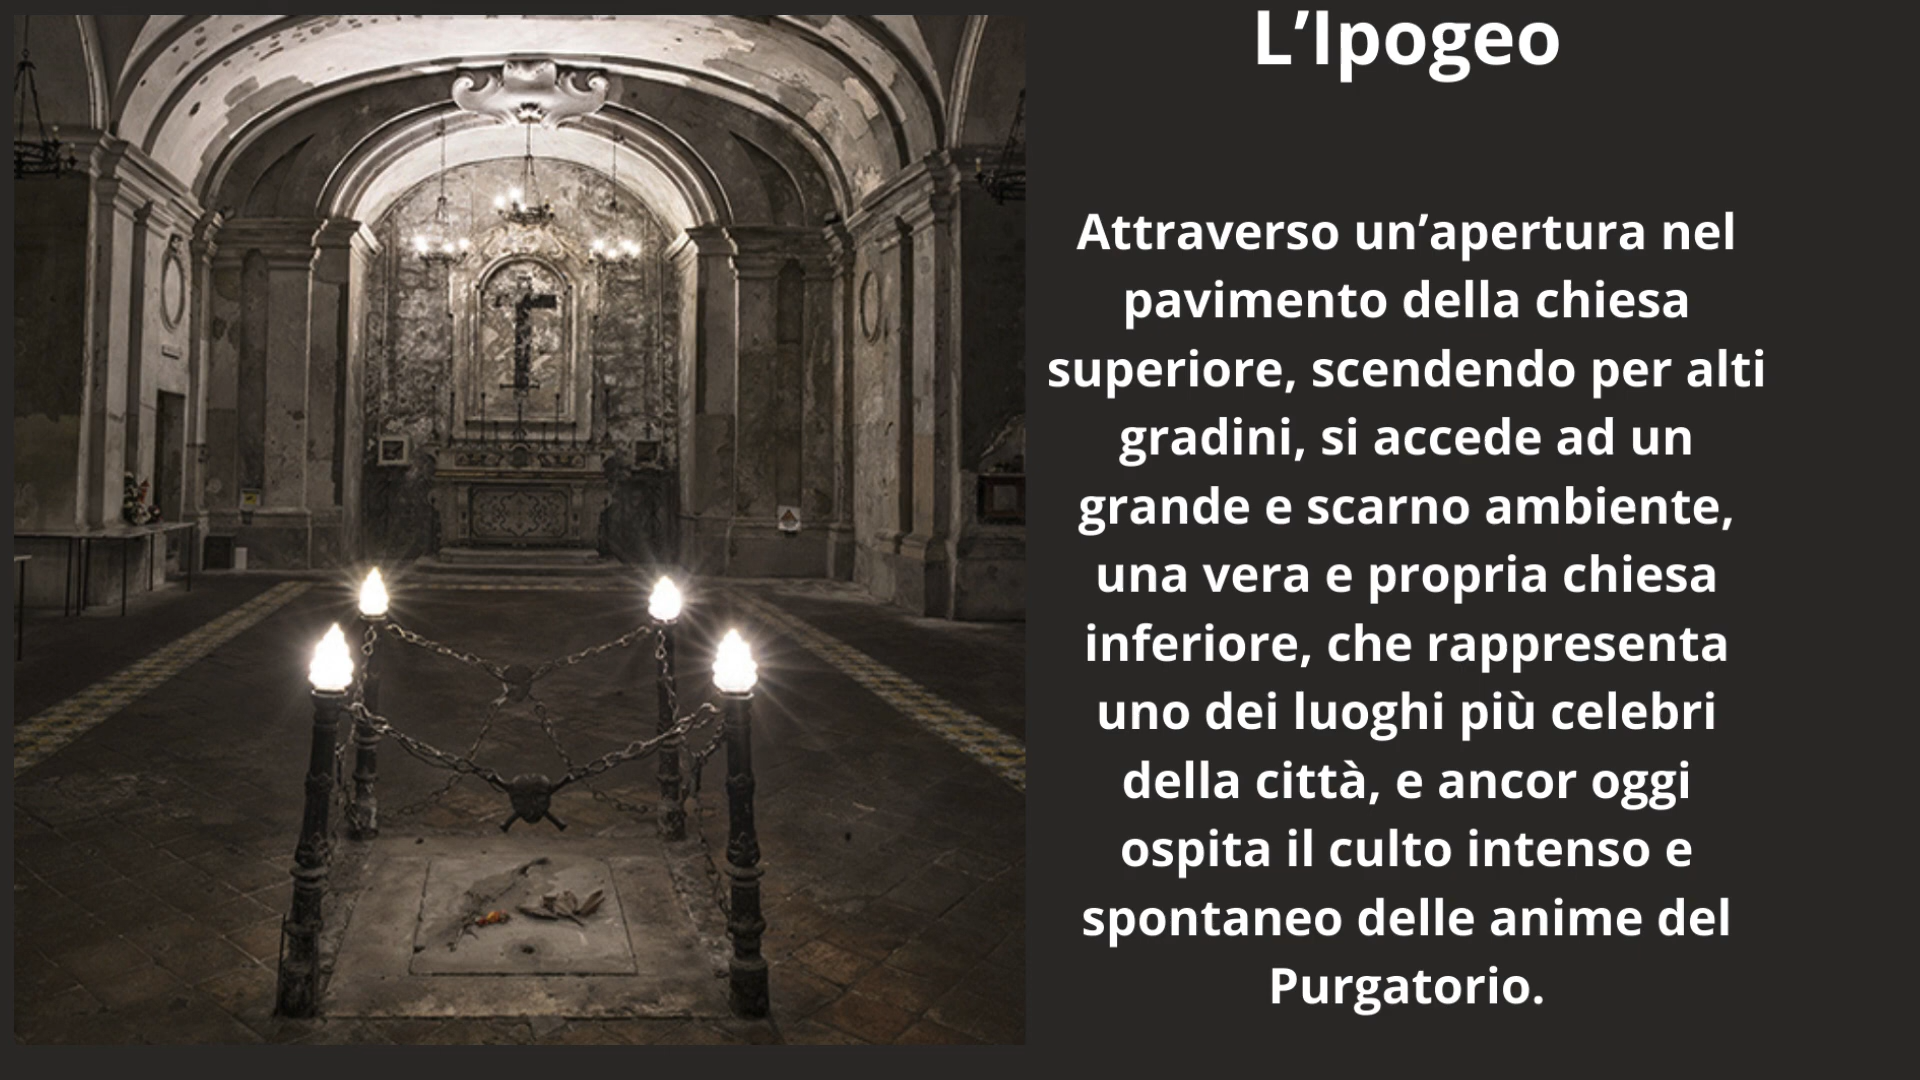 L’Ipogeo
Attraverso un’apertura nel
pavimento della chiesa
superiore, scendendo per alti
gradini, si accede ad un
grande e scarno ambiente,
una vera e propria chiesa
inferiore, che rappresenta
uno dei luoghi più celebri
della città, e ancor oggi
ospita il culto intenso e
spontaneo delle anime del
Purgatorio.